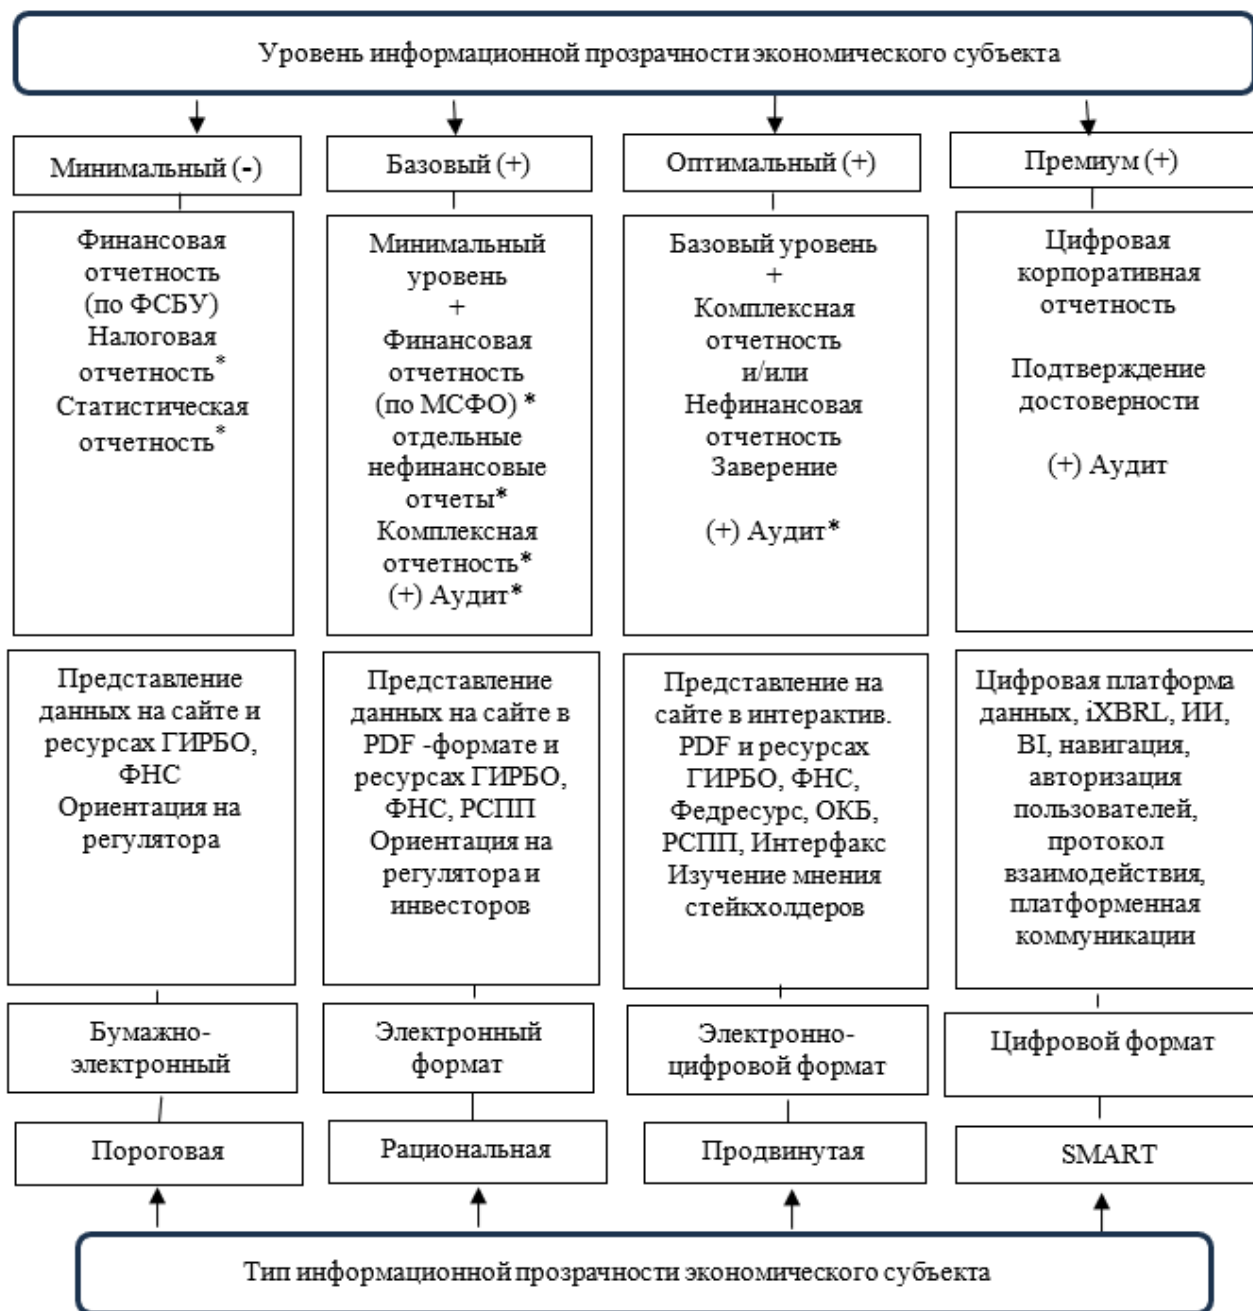 Уровень информационной прозрачности экономического субъекта
Минимальный (-)
Базовый (+)
Оптимальный (+)
Премиум (+)
Финансовая
отчетность
(по ФСБУ)
Налоговая
отчетность*
Статистическая
отчетность*
Минимальный
уровень
+
Финансовая
отчетность
(по МСФО) *
отдельные
нефинансовые
отчеты*
Комплексная
отчетность*
(+) Аудит*
Базовый уровень
+
Комплексная
отчетность
и/или
Нефинансовая
отчетность
Заверение
(+) Аудит*
Цифровая
корпоративная
отчетность
Подтверждение
достоверности
(+) Аудит
Представление
данных на сайте и
ресурсах ГИРБО,
ФНС
Ориентация на
регулятора
Представление
данных на сайте в
PDF -формате и
ресурсах ГИРБО,
ФНС, РСПП
Ориентация на
регулятора и
инвесторов
Представление на
сайте в интерактив.
PDF и ресурсах
ГИРБО, ФНС,
Федресурс, ОКБ,
РСПП, Интерфакс
Изучение мнения
стейкхолдеров
Цифровая платформа
данных, iXBRL, ИИ,
BI, навигация,
авторизация
пользователей,
протокол
взаимодействия,
платформенная
коммуникации
Бумажно-
электронный
Электронный
формат
Электронно-
цифровой формат
Цифровой формат
Пороговая
Рациональная
Продвинутая
SMART
Тип информационной прозрачности экономического субъекта